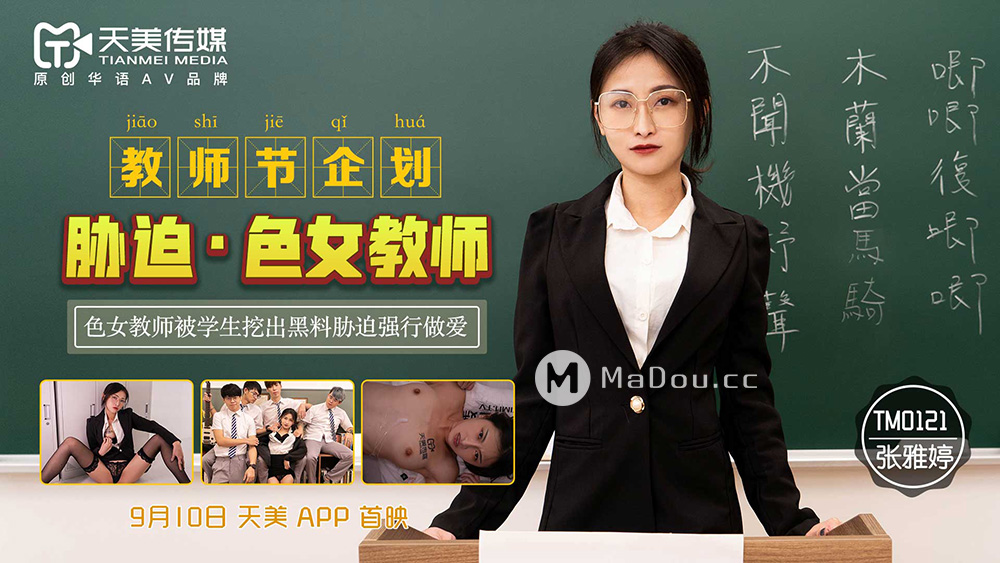 天美传媒
TIANMEI MEDIA
原创华语AV品牌
jiāo shī jiē qǐ huá
教师节企划
胁迫·色女教师
色女教师被学生挖出黑料胁迫强行做爱
9月10日 天美 APP 首映
唧唧復唧唧
木蘭當馬騎
不聞機杼聲
MaDou.cc
TM0121
张雅婷